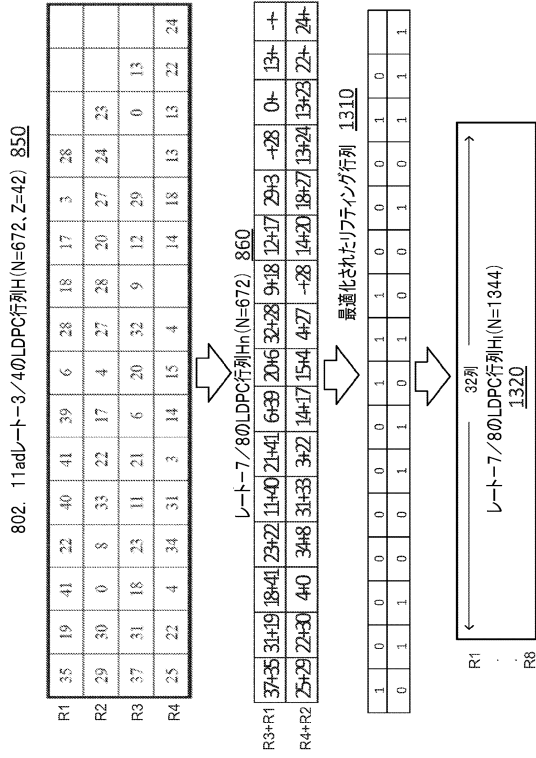 802. 11adレート−3/4のLDPC行列H(N=672、Z=42) 850
R1 35 19 41 22 40 41 39 6 28 18 17 3 28
R2 29 30 0 8 33 22 17 4 27 28 20 27 24 23
R3 37 31 18 23 11 21 6 20 32 9 12 29 0 13
R4 25 22 4 34 31 3 14 15 4 14 18 13 13 22 24
レート−7/8のLDPC行列Hn(N=672) 860
R3+R1 37+35 31+19 18+41 23+22 11+40 21+41 6+39 20+6 32+28 9+18 12+17 29+3 -+28 0+- 13+- -+-
R4+R2 25+29 22+30 4+0 34+8 31+33 3+22 14+17 15+4 4+27 -+28 14+20 18+27 13+24 13+23 22+- 24+-
最適化されたリフティング行列 1310
1 0 0 0 0 0 0 1 1 1 0 0 0 1 0
0 1 1 0 0 1 0 0 1 0 0 1 0 1 1 1
32列
R1
レート−7/8のLDPC行列Hl(N=1344)
1320
R8